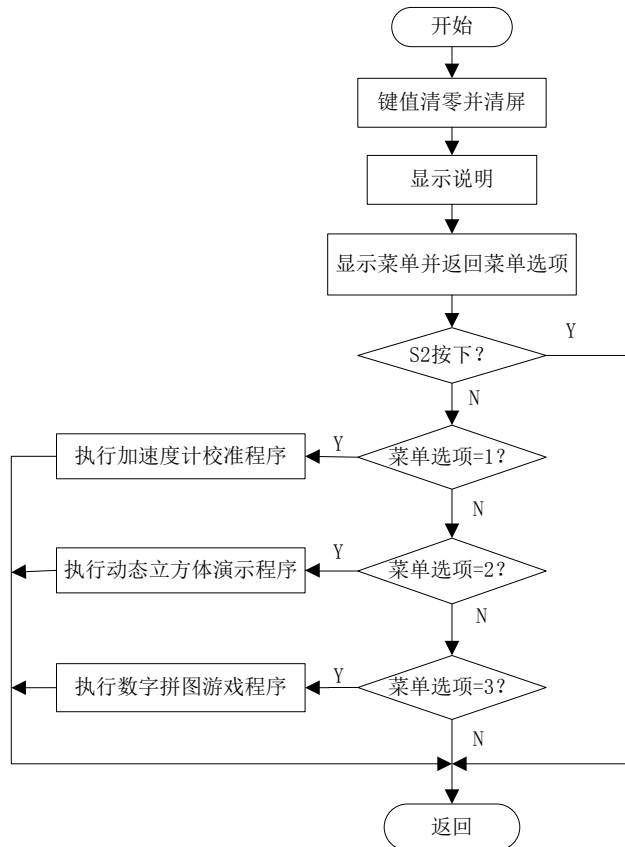 开始
键值清零并清屏
显示说明
显示菜单并返回菜单选项
S2按下?
Y
N
执行加速度计校准程序
Y
菜单选项=1?
N
执行动态立方体演示程序
Y
菜单选项=2?
N
执行数字拼图游戏程序
Y
菜单选项=3?
N
返回